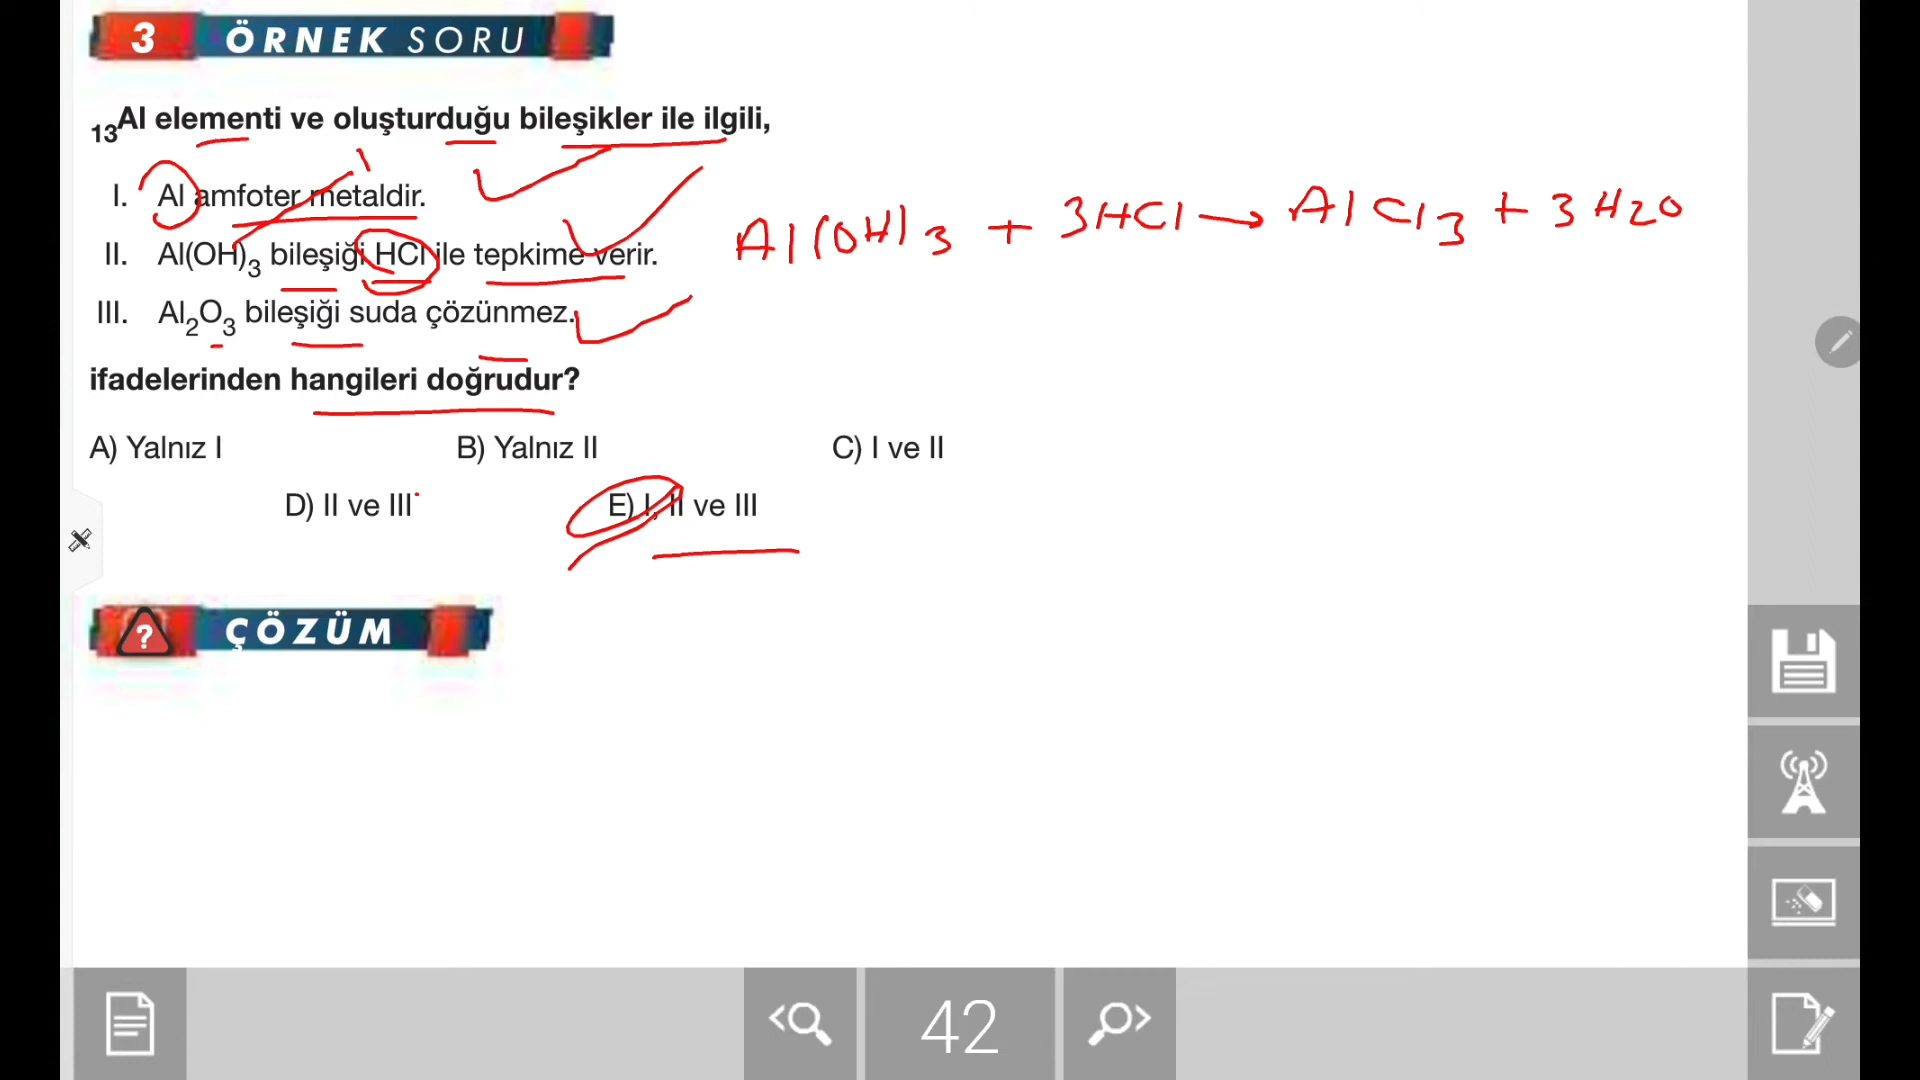 3 ÖRNEK SORU
₁₃Al elementi ve oluşturduğu bileşikler ile ilgili,
I. Al amfoter metaldir.
II. Al(OH)₃ bileşiği HCl ile tepkime verir.
Al(OH)3 + 3HCl → AlCl3 + 3H2O
III. Al₂O₃ bileşiği suda çözünmez.
ifadelerinden hangileri doğrudur?
A) Yalnız I B) Yalnız II C) I ve II
D) II ve III E) I, II ve III
? ÇÖZÜM
42